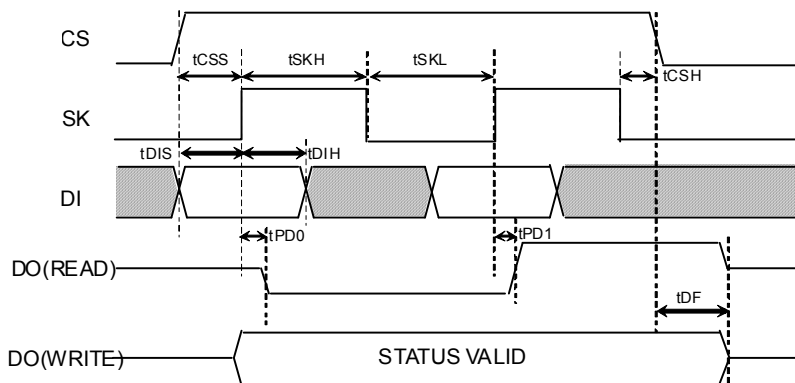 CS
tCSS tSKH tSKL tCSH
SK
tDIS tDIH
DI
tPD0 tPD1
DO(READ)
tDF
DO(WRITE) STATUS VALID